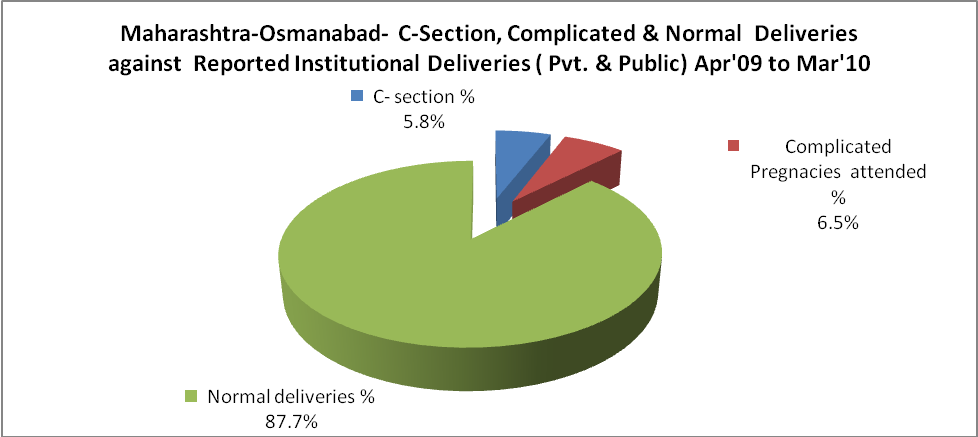 Maharashtra-Osmanabad- C-Section, Complicated & Normal Deliveries
against Reported Institutional Deliveries ( Pvt. & Public) Apr'09 to Mar'10
C- section %
5.8%
Complicated
Pregnacies attended
%
6.5%
Normal deliveries %
87.7%